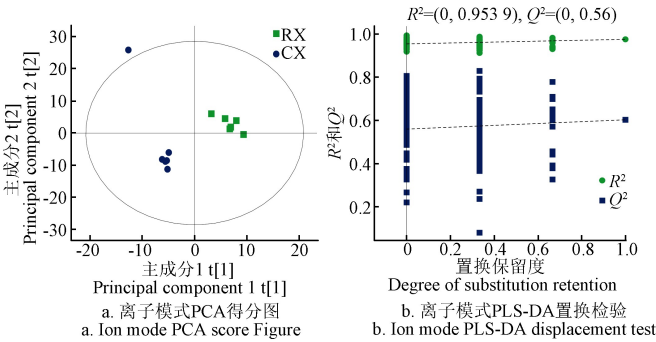 RX
CX
30
20
10
0
-10
-20
-30
主成分2 t[2]
Principal component 2 t[2]
-20
-10
0
10
20
主成分1 t[1]
Principal component 1 t[1]
a. 离子模式PCA得分图
a. Ion mode PCA score Figure
R²=(0, 0.953 9), Q²=(0, 0.56)
1.0
0.8
0.6
0.4
0.2
R²和Q²
R²
Q²
0
0.2
0.4
0.6
0.8
1.0
置换保留度
Degree of substitution retention
b. 离子模式PLS-DA置换检验
b. Ion mode PLS-DA displacement test